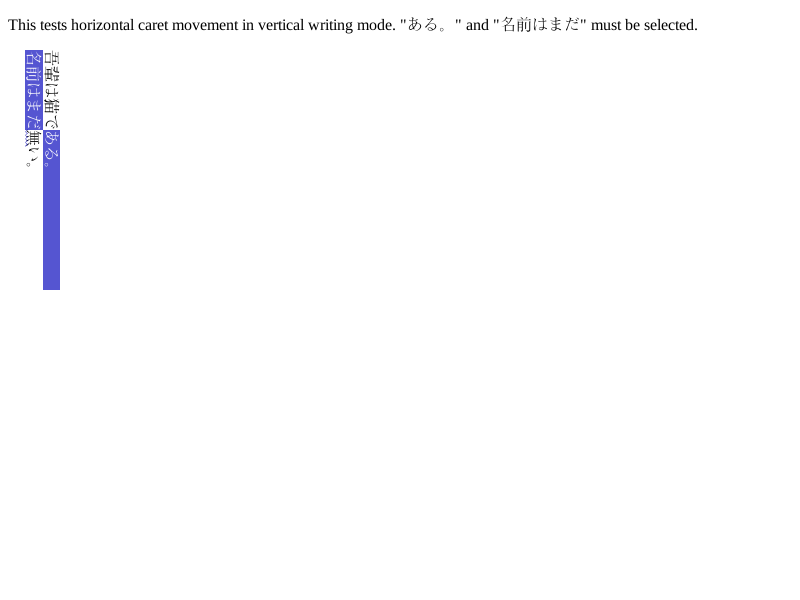 This tests horizontal caret movement in vertical writing mode. "ある。" and "名前はまだ" must be selected.
吾輩は猫である。
名前はまだ無い。